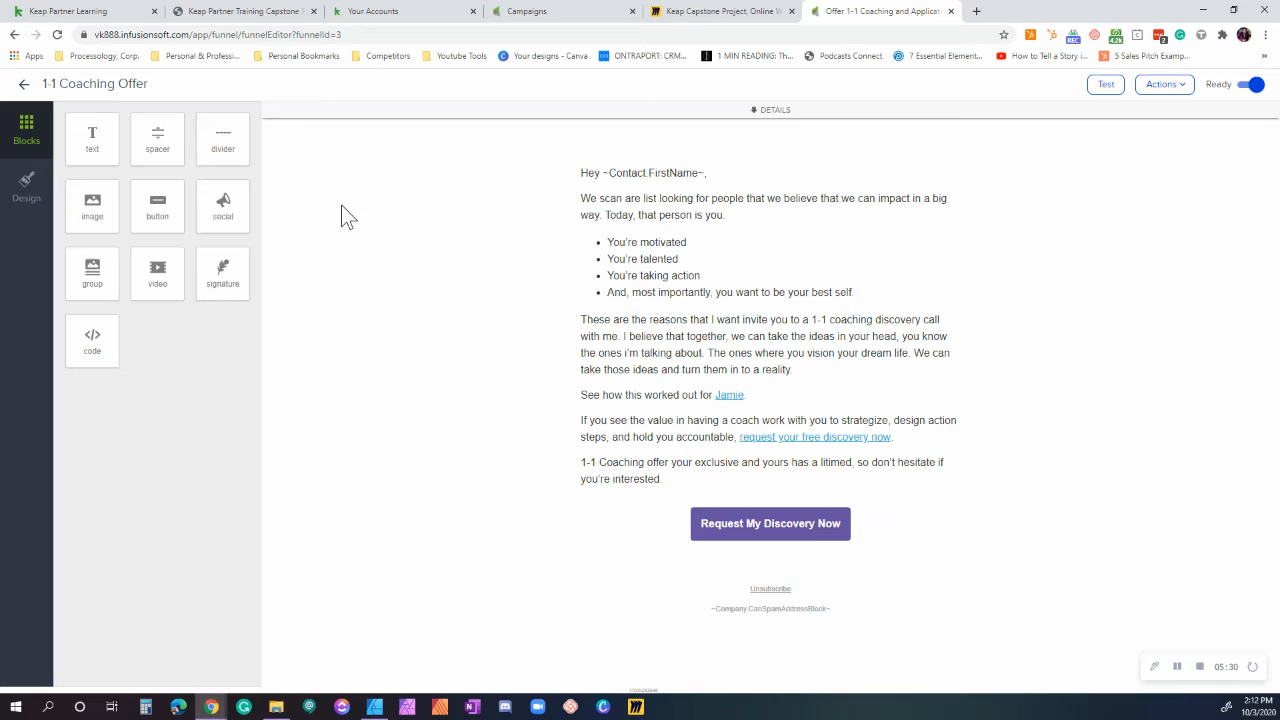 Keap Partner Learning
Keap Partner Training Capstone F
Your Accounts
Campaigns
Keap Capstone Project, Online W
Offer 1-1 Coaching and Applicat
yv388.infusionsoft.com/app/funnel/funnelEditor?funnelId=3
REC
Apps
Processology, Corp.
Personal & Professi...
Personal Bookmarks
Competition
Youtube Tools
Your designs - Canva
ONTRAPORT: CRM...
1 MIN READING: Th...
Podcasts Connect
7 Essential Element...
How to Tell a Story i...
5 Sales Pitch Examp...
1-1 Coaching Offer
Test
Actions
Ready
Blocks
Design
text
spacer
divider
image
button
social
group
video
signature
code
DETAILS
Hey ~Contact.FirstName~,
We scan are list looking for people that we believe that we can impact in a big
way. Today, that person is you.
• You're motivated
• You're talented
• You're taking action
• And, most importantly, you want to be your best self.
These are the reasons that I want invite you to a 1-1 coaching discovery call
with me. I believe that together, we can take the ideas in your head, you know
the ones i'm talking about. The ones where you vision your dream life. We can
take those ideas and turn them in to a reality.
See how this worked out for Jamie.
If you see the value in having a coach work with you to strategize, design action
steps, and hold you accountable, request your free discovery now.
1-1 Coaching offer your exclusive and yours has a litimed, so don't hesitate if
you're interested.
Request My Discovery Now
Unsubscribe
~Company.CanSpamAddressBlock~
05:30
2:12 PM
10/3/2020